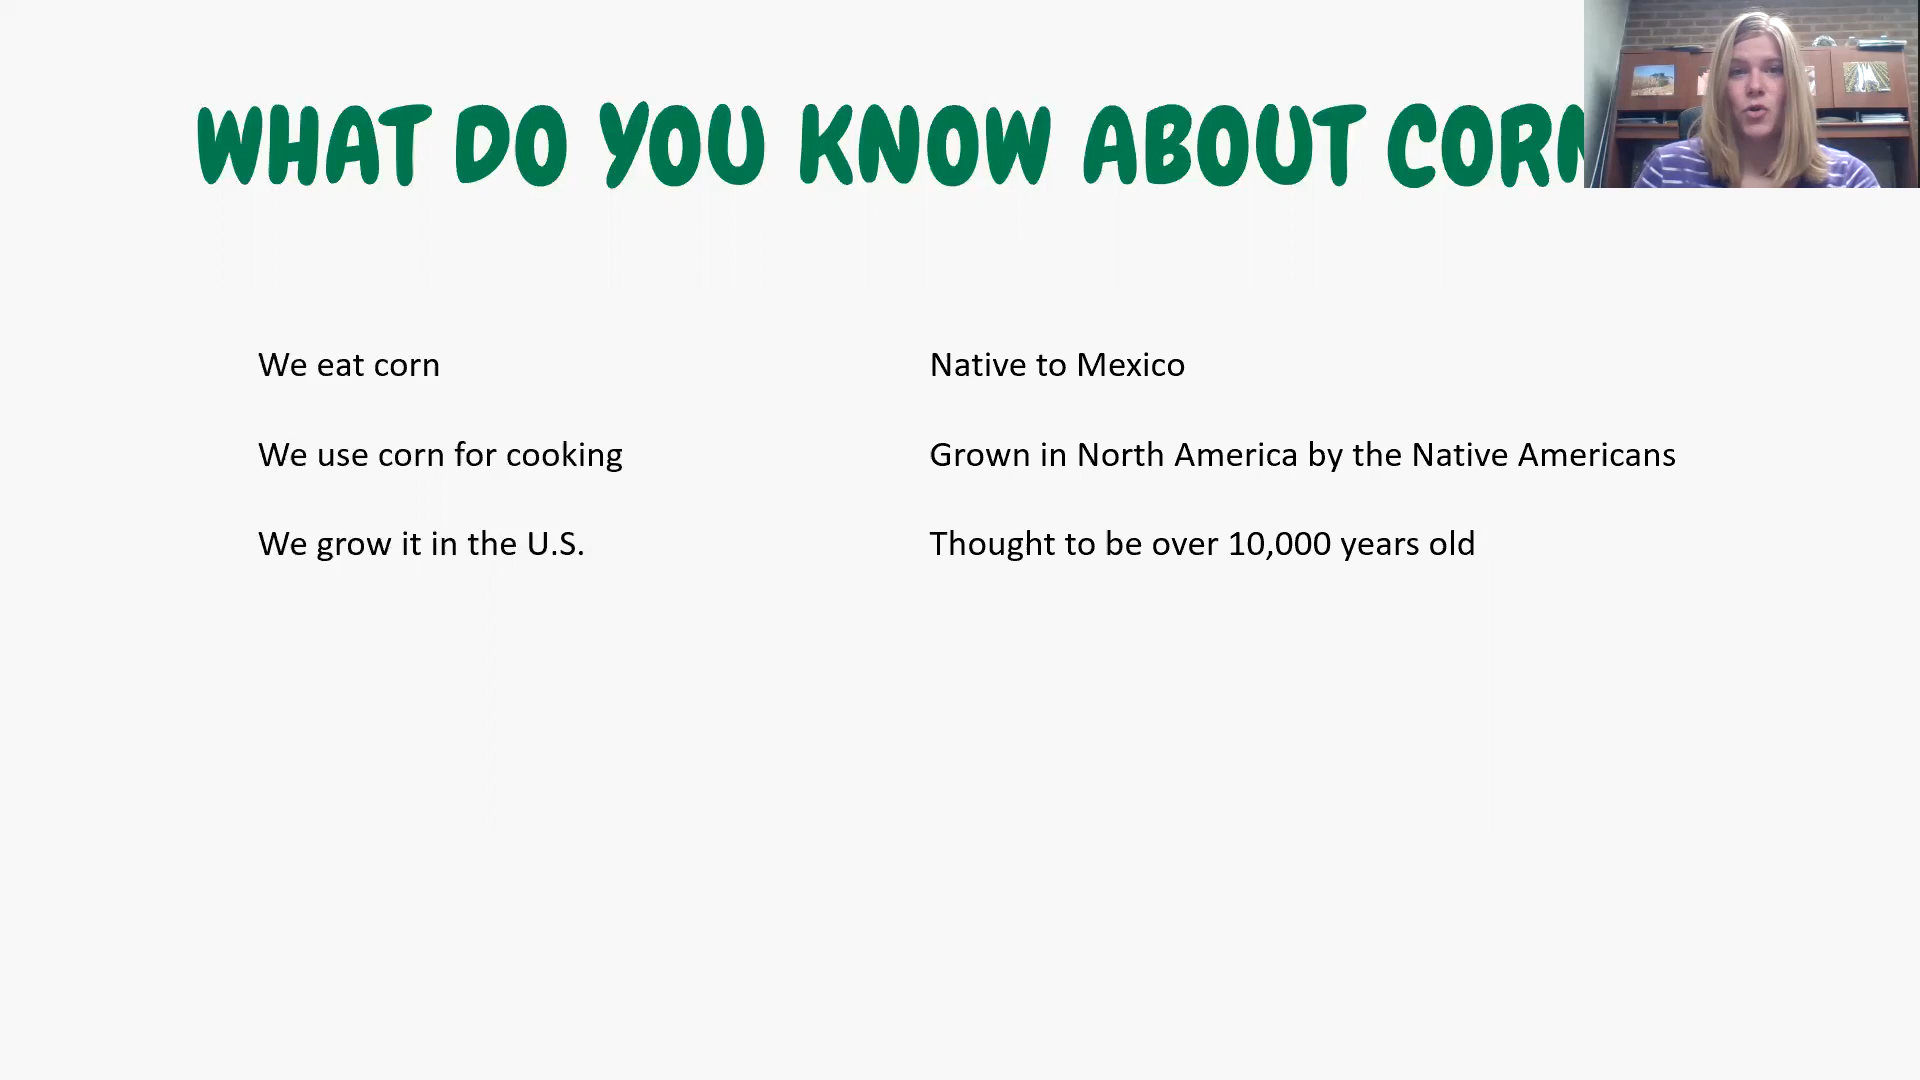 WHAT DO YOU KNOW ABOUT CORN
We eat corn
We use corn for cooking
We grow it in the U.S.
Native to Mexico
Grown in North America by the Native Americans
Thought to be over 10,000 years old